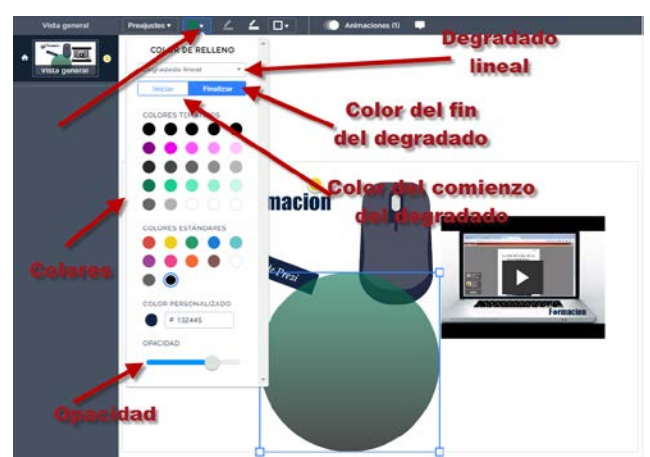 Vista general
Preajustes
Animaciones (1)
Vista general
COLOR DE RELLENO
Degradado lineal
Iniciar
Finalizar
COLORES TEMÁTICOS
COLORES ESTÁNDARES
COLOR PERSONALIZADO
# 132445
OPACIDAD
Degradado
lineal
Color del fin
del degradado
Color del comienzo
del degradado
Colores
Opacidad
macion
de Prezi
Formacion